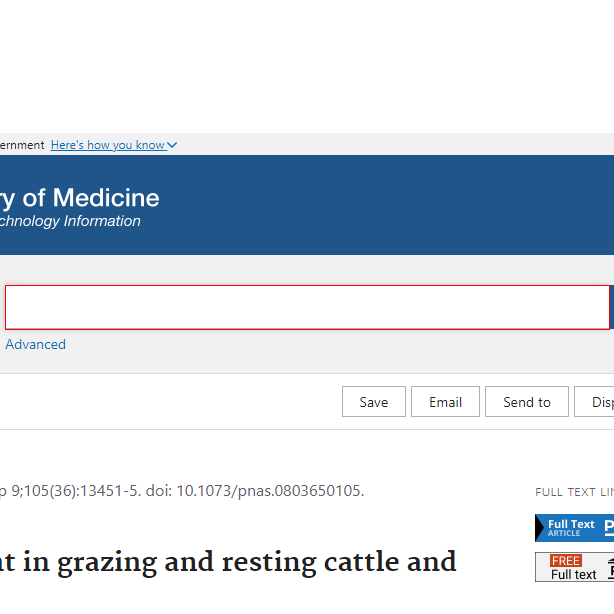 ernment Here's how you know
ry of Medicine
chnology Information
Advanced
Save Email Send to Disp
p 9;105(36):13451-5. doi: 10.1073/pnas.0803650105.
FULL TEXT LIN
Full Text
ARTICLE
FREE
Full text
nt in grazing and resting cattle and